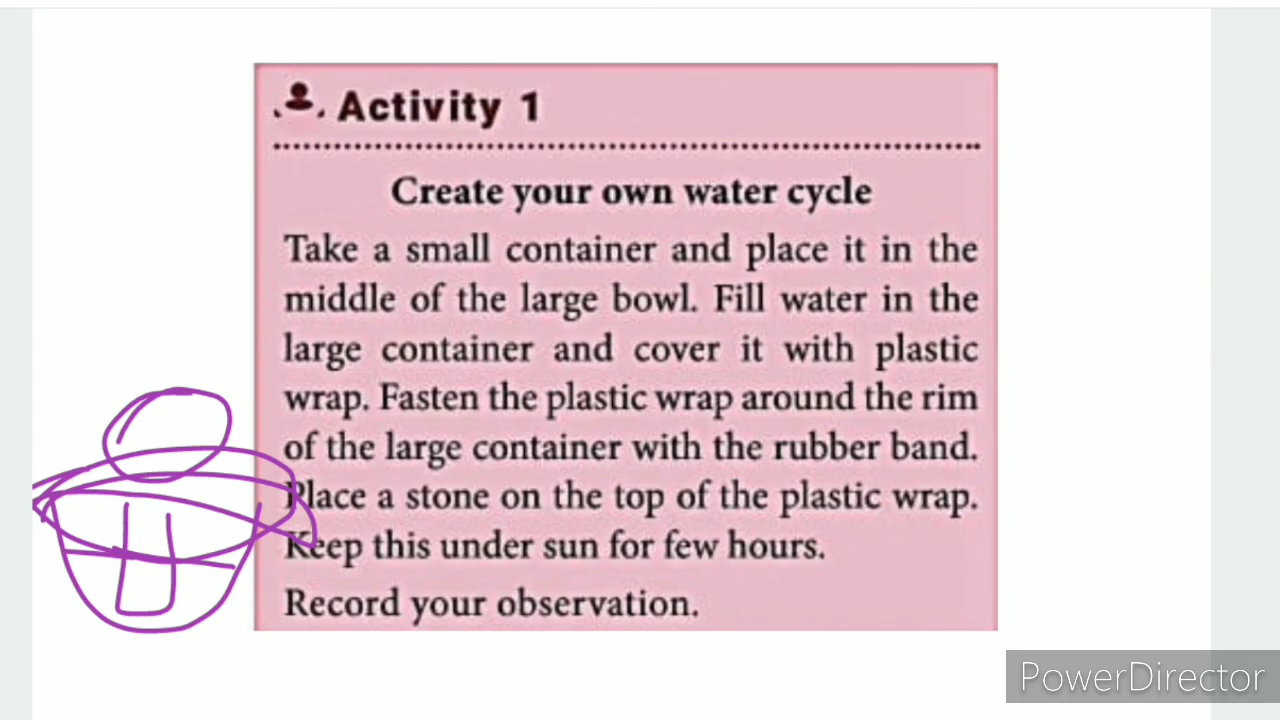 Activity 1
Create your own water cycle
Take a small container and place it in the
middle of the large bowl. Fill water in the
large container and cover it with plastic
wrap. Fasten the plastic wrap around the rim
of the large container with the rubber band.
Place a stone on the top of the plastic wrap.
Keep this under sun for few hours.
Record your observation.
PowerDirector